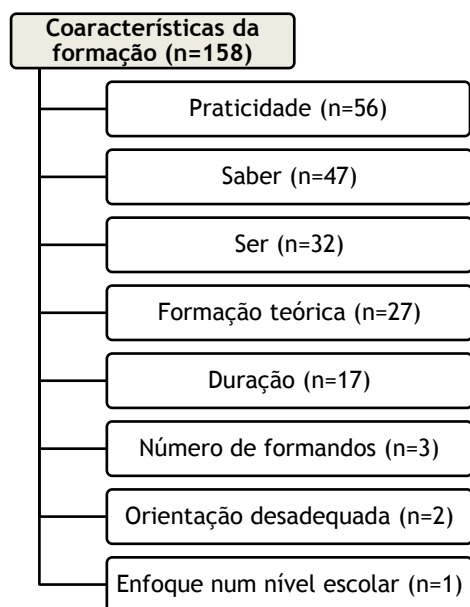 Coaracterísticas da
formação (n=158)
Praticidade (n=56)
Saber (n=47)
Ser (n=32)
Formação teórica (n=27)
Duração (n=17)
Número de formandos (n=3)
Orientação desadequada (n=2)
Enfoque num nível escolar (n=1)